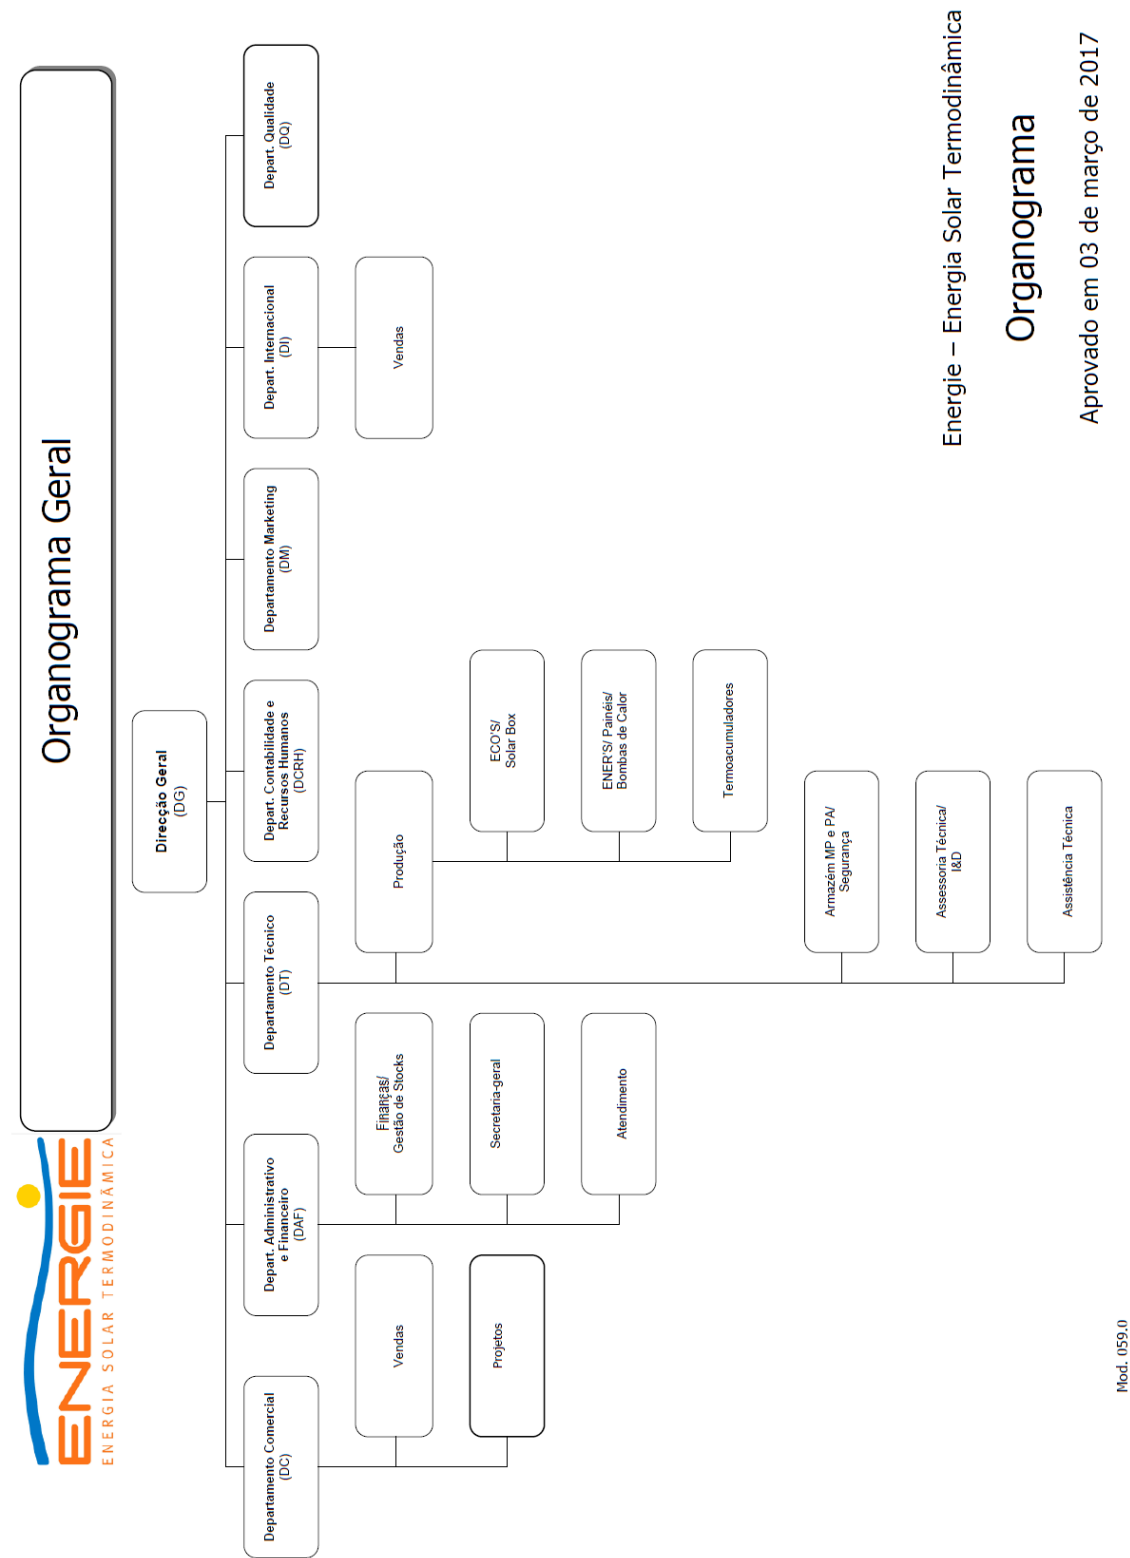 ENERGIE
ENERGIA SOLAR TERMODINÂMICA
Organograma Geral
Direcção Geral
(DG)
Departamento Comercial
(DC)
Depart. Administrativo
e Financeiro
(DAF)
Departamento Técnico
(DT)
Depart. Contabilidade e
Recursos Humanos
(DCRH)
Departamento Marketing
(DM)
Depart. Internacional
(DI)
Depart. Qualidade
(DQ)
Vendas
Finanças/
Gestão de Stocks
Produção
Vendas
Projetos
Secretaria-geral
ECO'S/
Solar Box
Atendimento
ENER'S/ Painéis/
Bombas de Calor
Termoacumuladores
Armazém MP e PA/
Segurança
Assessoria Técnica/
I&D
Assistência Técnica
Energie – Energia Solar Termodinâmica
Organograma
Aprovado em 03 de março de 2017
Mod. 059.0